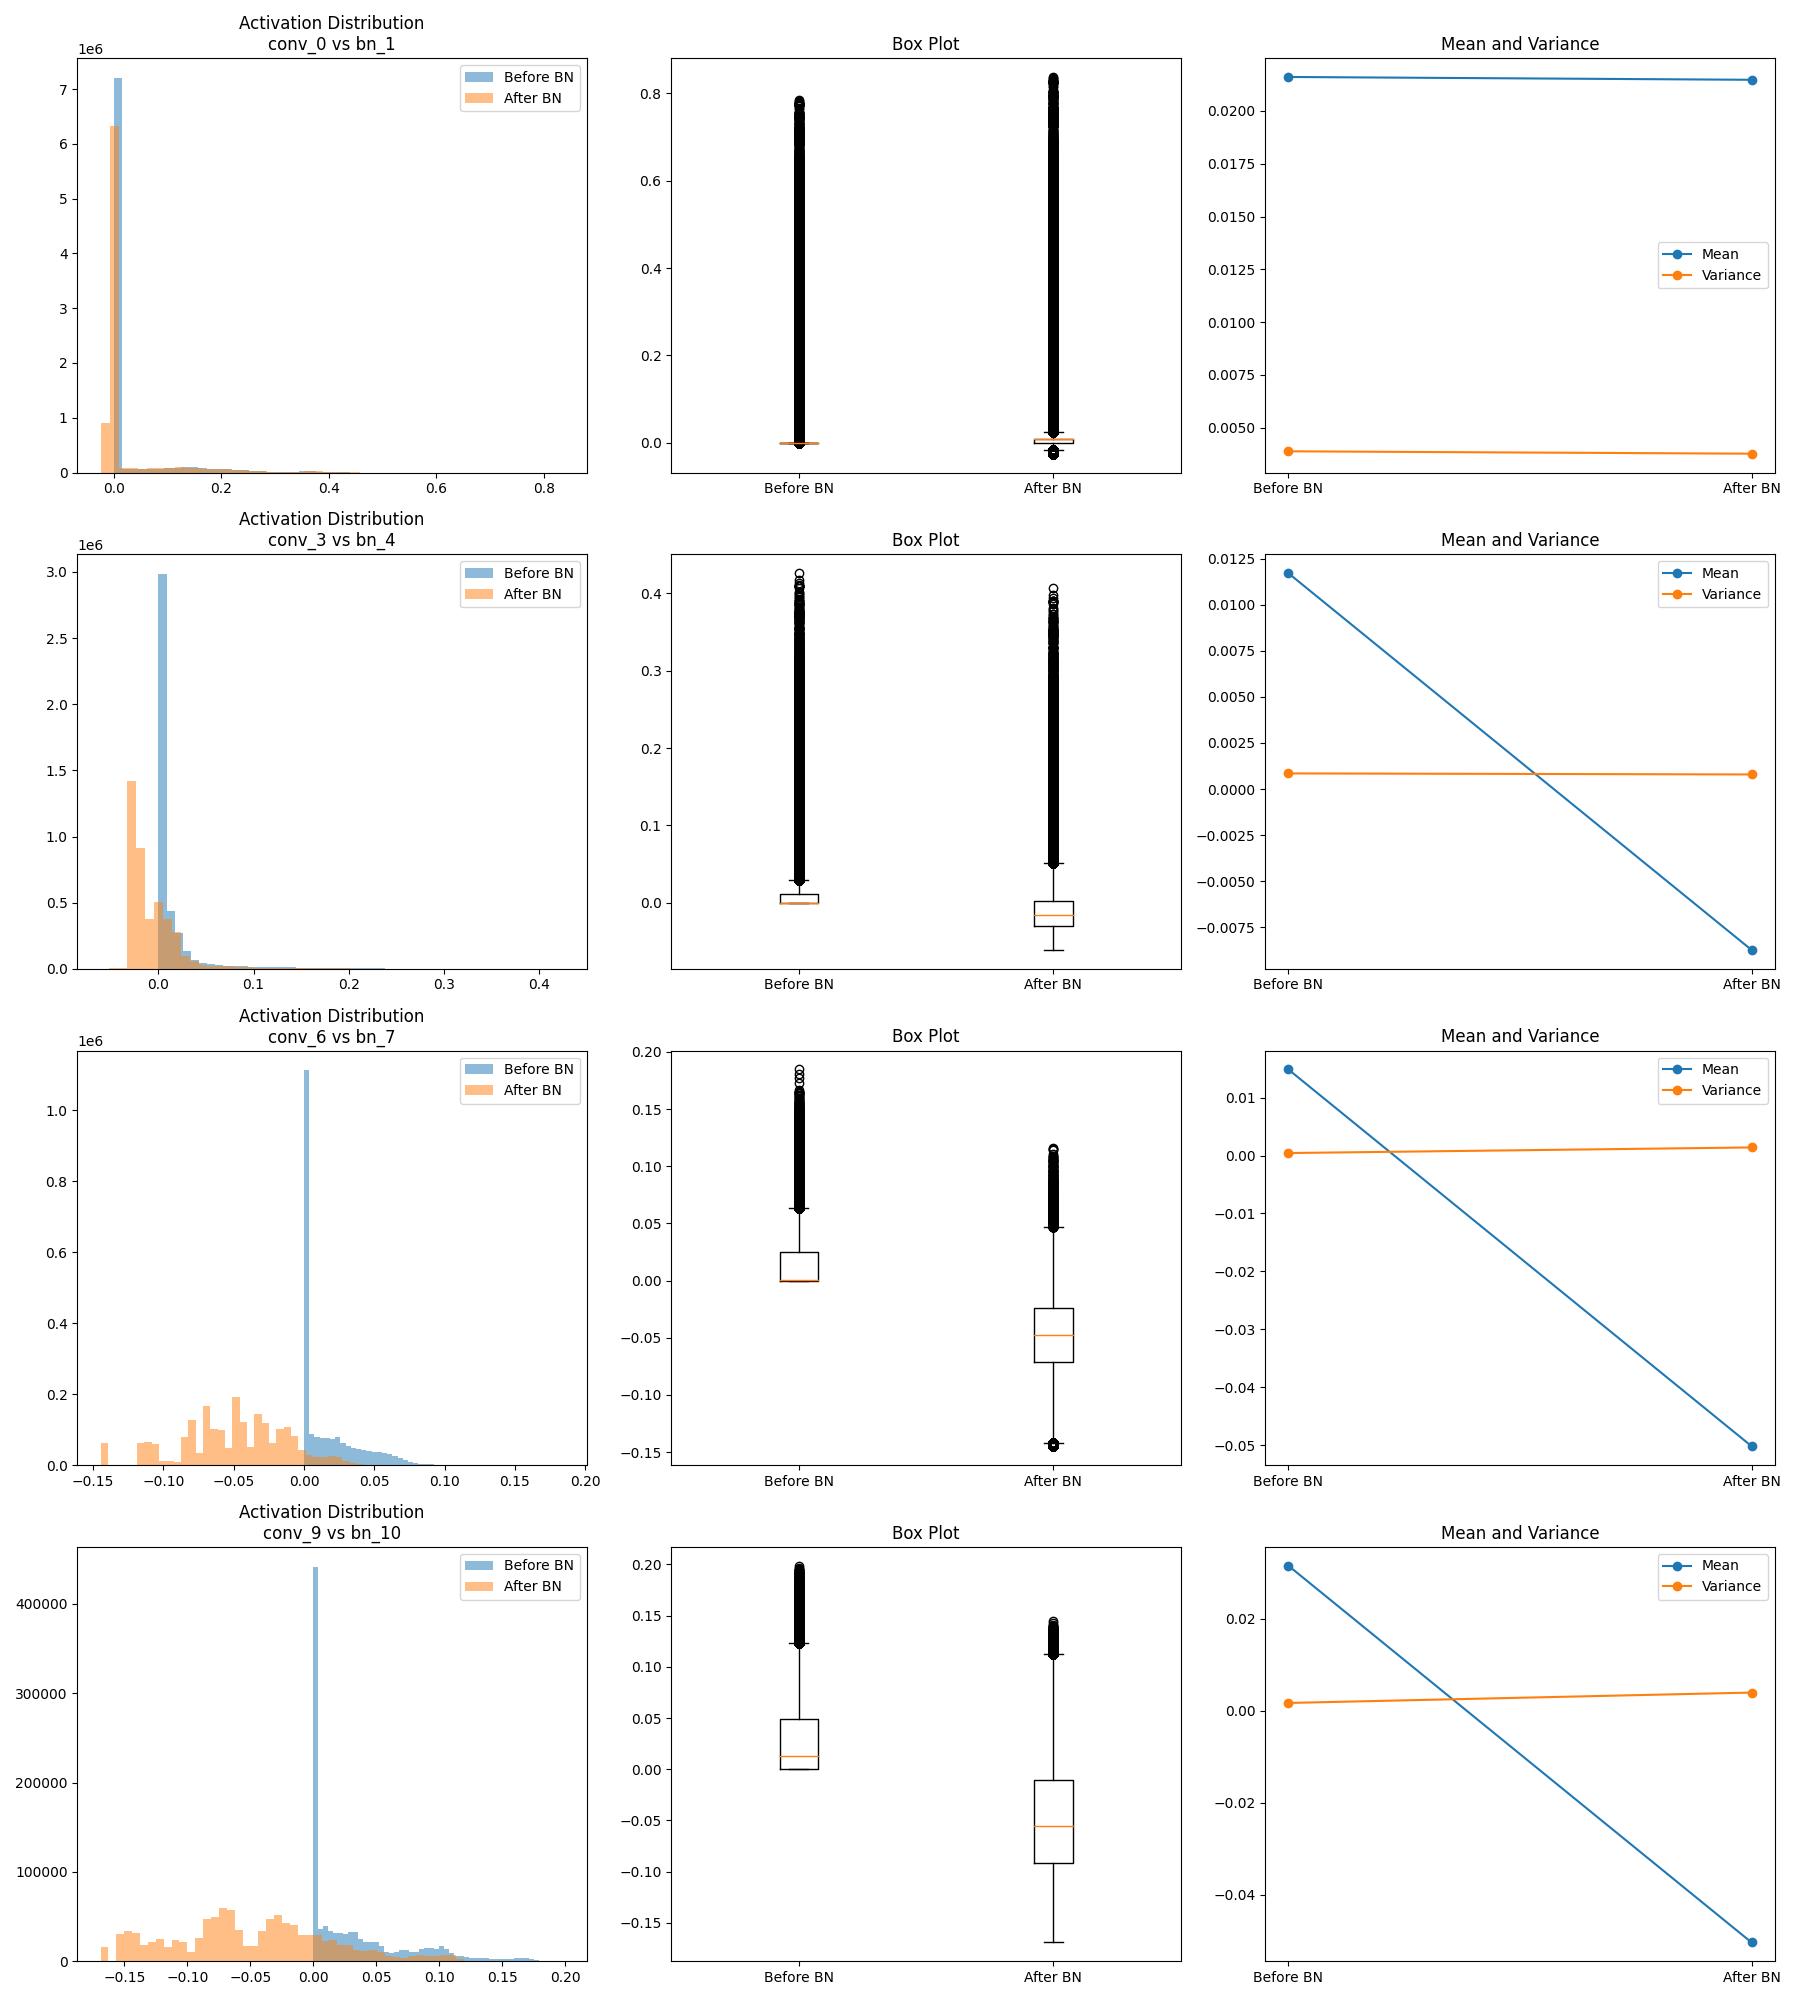 Activation Distribution
conv_0 vs bn_1
1e6
Before BN
After BN
7
6
5
4
3
2
1
0
0.0 0.2 0.4 0.6 0.8
Box Plot
0.8
0.6
0.4
0.2
0.0
Before BN After BN
Mean and Variance
0.0200
0.0175
0.0150
0.0125
0.0100
0.0075
0.0050
Mean
Variance
Before BN After BN
Activation Distribution
conv_3 vs bn_4
1e6
Before BN
After BN
3.0
2.5
2.0
1.5
1.0
0.5
0.0
0.0 0.1 0.2 0.3 0.4
Box Plot
0.4
0.3
0.2
0.1
0.0
Before BN After BN
Mean and Variance
Mean
Variance
0.0125
0.0100
0.0075
0.0050
0.0025
0.0000
−0.0025
−0.0050
−0.0075
Before BN After BN
Activation Distribution
conv_6 vs bn_7
1e6
Before BN
After BN
1.0
0.8
0.6
0.4
0.2
0.0
−0.15 −0.10 −0.05 0.00 0.05 0.10 0.15 0.20
Box Plot
0.20
0.15
0.10
0.05
0.00
−0.05
−0.10
−0.15
Before BN After BN
Mean and Variance
Mean
Variance
0.01
0.00
−0.01
−0.02
−0.03
−0.04
−0.05
Before BN After BN
Activation Distribution
conv_9 vs bn_10
Before BN
After BN
400000
300000
200000
100000
0
−0.15 −0.10 −0.05 0.00 0.05 0.10 0.15 0.20
Box Plot
0.20
0.15
0.10
0.05
0.00
−0.05
−0.10
−0.15
Before BN After BN
Mean and Variance
Mean
Variance
0.02
0.00
−0.02
−0.04
Before BN After BN